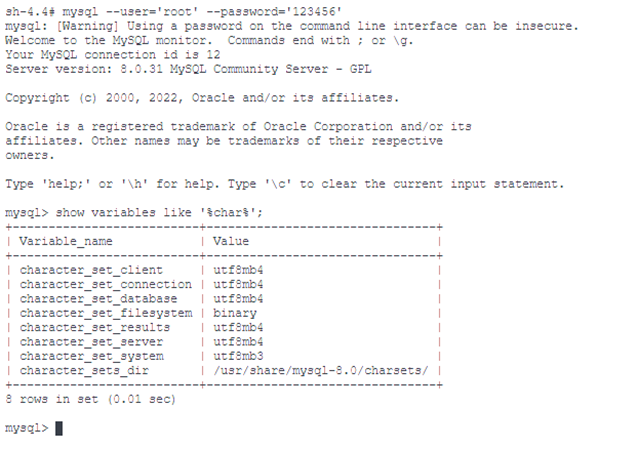 sh-4.4# mysql --user='root' --password='123456'
mysql: [Warning] Using a password on the command line interface can be insecure.
Welcome to the MySQL monitor.  Commands end with ; or \g.
Your MySQL connection id is 12
Server version: 8.0.31 MySQL Community Server - GPL

Copyright (c) 2000, 2022, Oracle and/or its affiliates.

Oracle is a registered trademark of Oracle Corporation and/or its
affiliates. Other names may be trademarks of their respective
owners.

Type 'help;' or '\h' for help. Type '\c' to clear the current input statement.

mysql> show variables like '%char%';
+--------------------------+--------------------------------+
| Variable_name            | Value                          |
+--------------------------+--------------------------------+
| character_set_client     | utf8mb4                        |
| character_set_connection | utf8mb4                        |
| character_set_database   | utf8mb4                        |
| character_set_filesystem | binary                         |
| character_set_results    | utf8mb4                        |
| character_set_server     | utf8mb4                        |
| character_set_system     | utf8mb3                        |
| character_sets_dir       | /usr/share/mysql-8.0/charsets/ |
+--------------------------+--------------------------------+
8 rows in set (0.01 sec)

mysql>